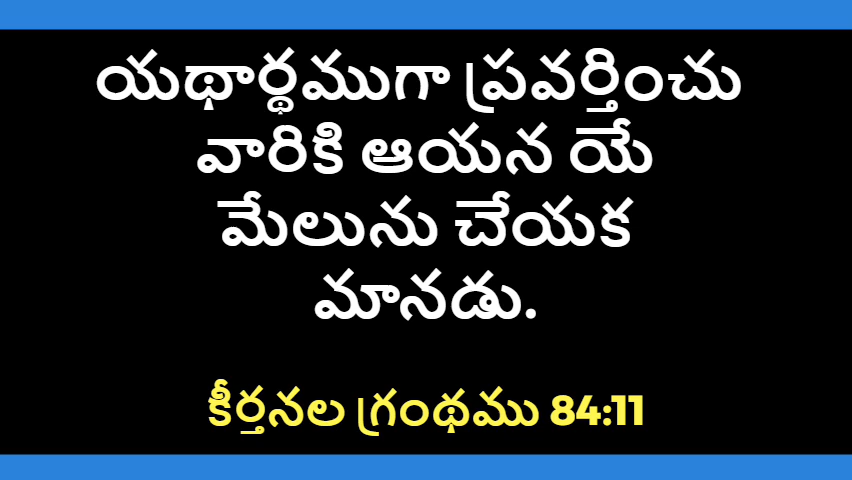 యథార్థముగా ప్రవర్తించు
వారికి ఆయన యే
మేలును చేయక
మానడు.
కీర్తనల గ్రంథము 84:11